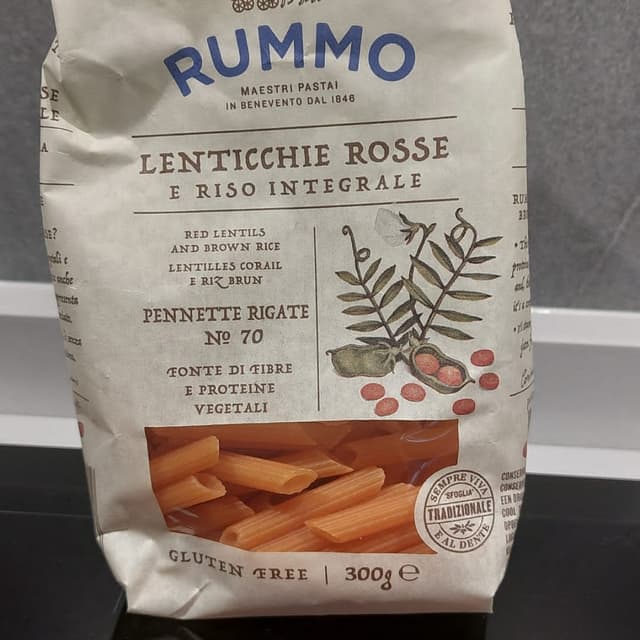 RUMMO
MAESTRI PASTAI
IN BENEVENTO DAL 1846
LENTICCHIE ROSSE
E RISO INTEGRALE
RED LENTILS
AND BROWN RICE
LENTILLES CORAIL
E RIZ BRUN
PENNETTE RIGATE
Nº 70
FONTE DI FIBRE
E PROTEINE
VEGETALI
SEMPRE VIVA
SFOGLIA
TRADIZIONALE
E AL DENTE
GLUTEN FREE | 300g ℮